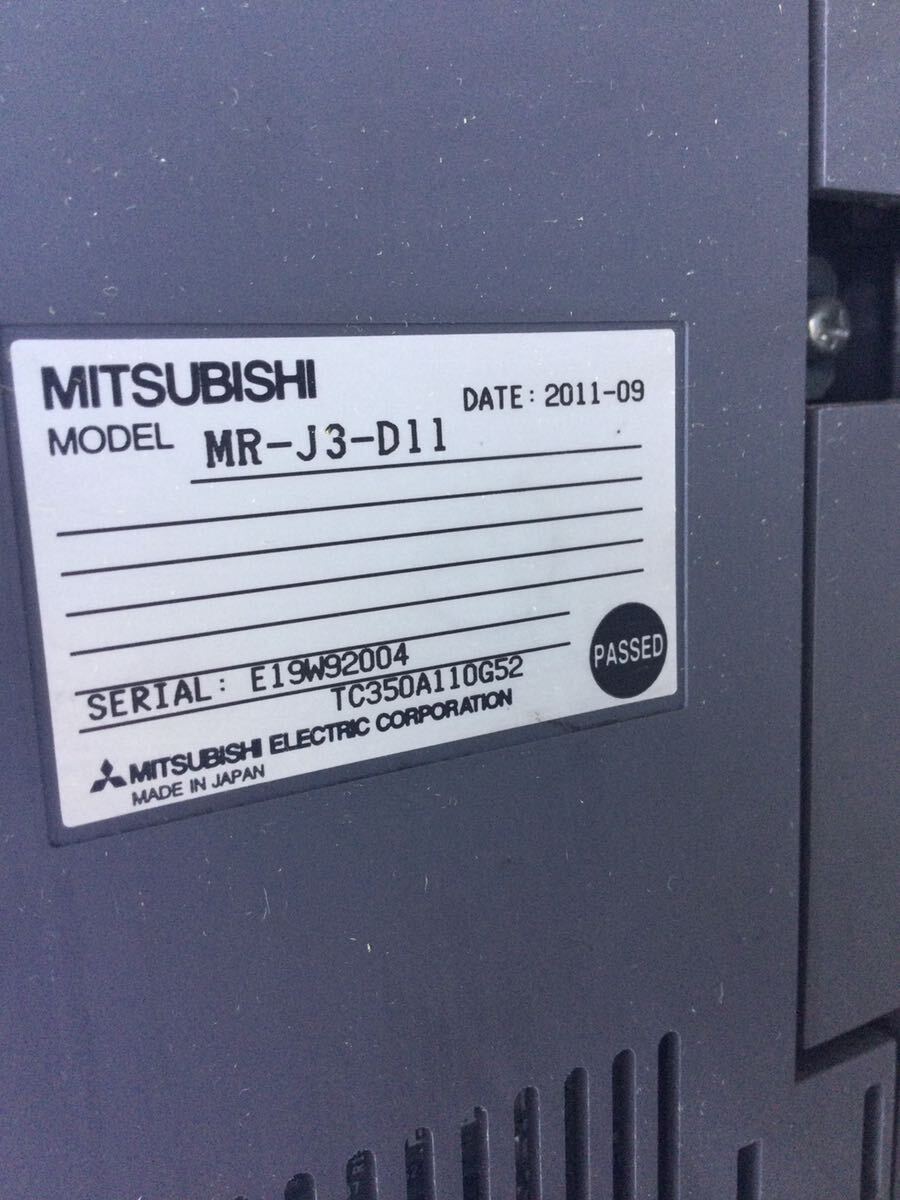 MITSUBISHI
DATE: 2011-09
MODEL MR-J3-D11
SERIAL: E19W92004
TC350A110G52
PASSED
MITSUBISHI ELECTRIC CORPORATION
MADE IN JAPAN